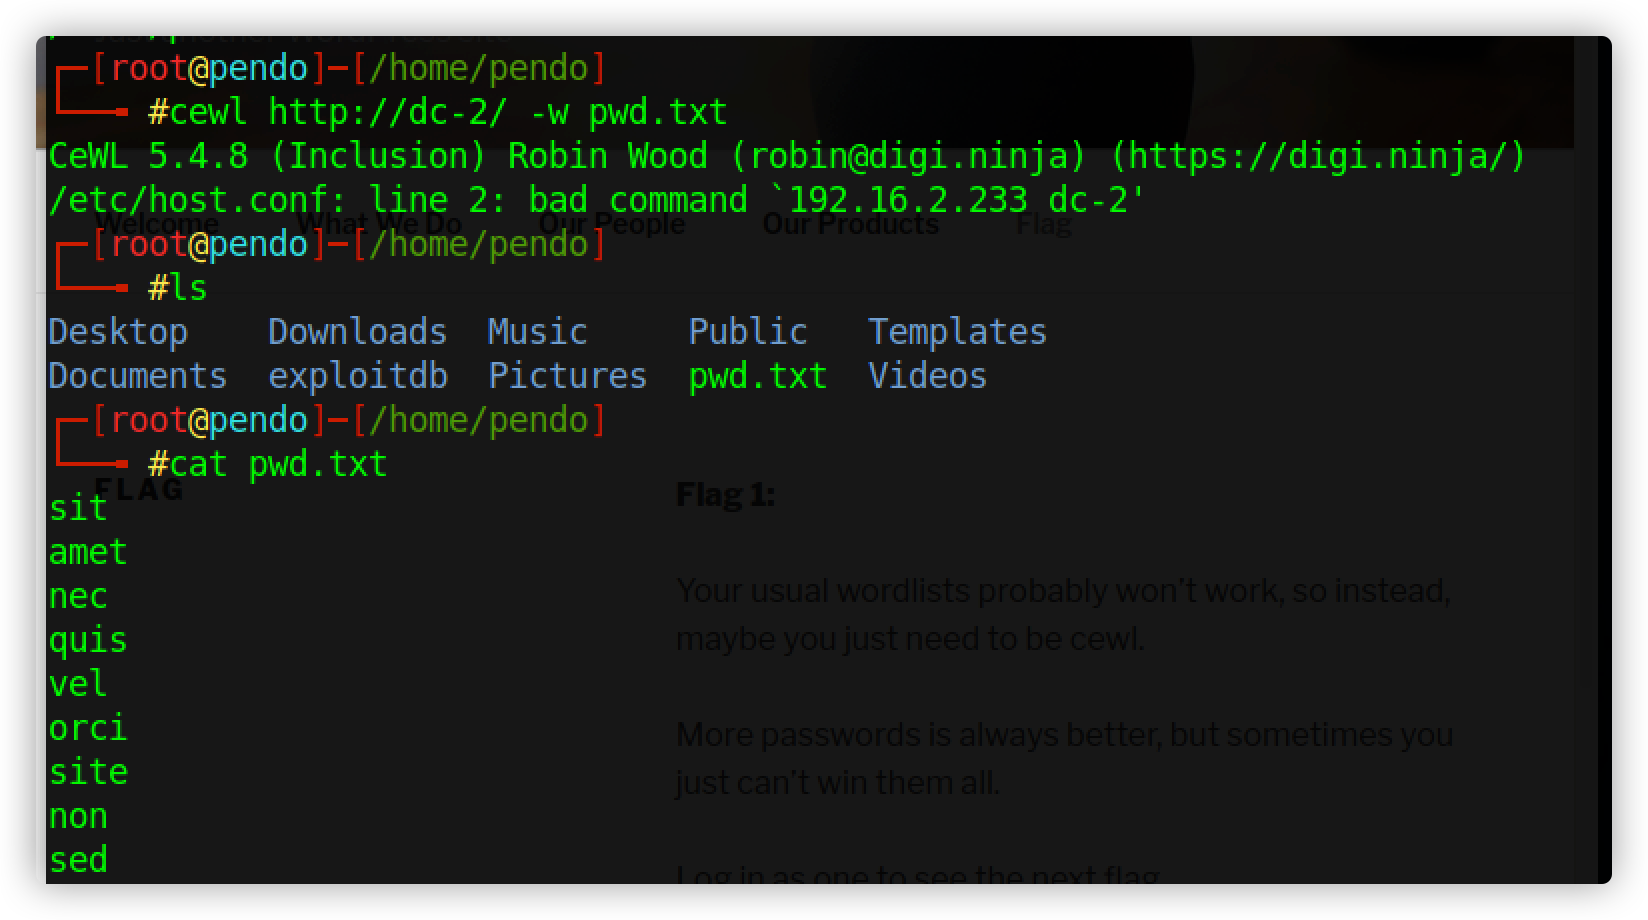 Just another WordPress site
┌─[root@pendo]─[/home/pendo]
└──╼ #cewl http://dc-2/ -w pwd.txt
CeWL 5.4.8 (Inclusion) Robin Wood (robin@digi.ninja) (https://digi.ninja/)
/etc/host.conf: line 2: bad command `192.16.2.233 dc-2'
Welcome What We Do Our People Our Products Flag
┌─[root@pendo]─[/home/pendo]
└──╼ #ls
Desktop Downloads Music Public Templates
Documents exploitdb Pictures pwd.txt Videos
┌─[root@pendo]─[/home/pendo]
└──╼ #cat pwd.txt
FLAG
Flag 1:
sit
amet
nec
Your usual wordlists probably won't work, so instead,
maybe you just need to be cewl.
quis
vel
orci
More passwords is always better, but sometimes you
just can't win them all.
site
non
sed
Log in as one to see the next flag.